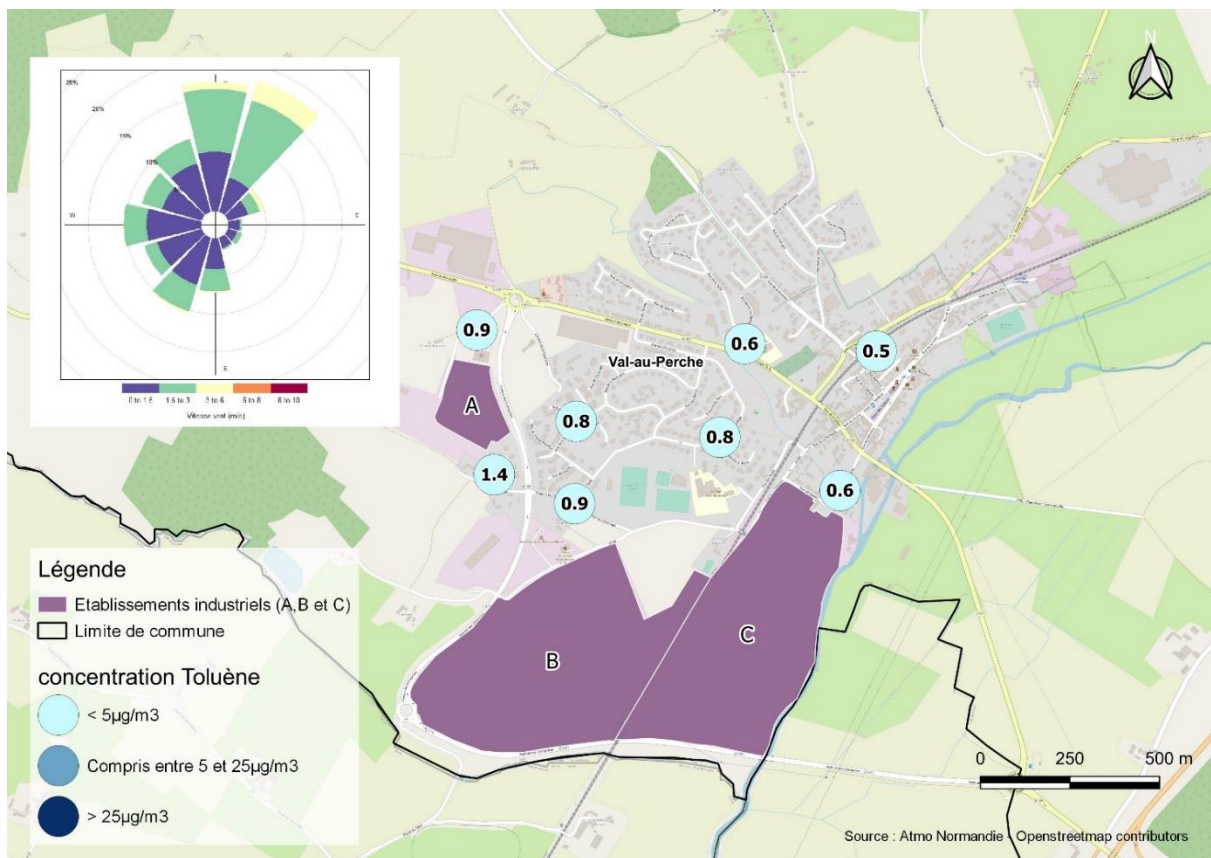 N
25%
20%
15%
10%
W
E
S
0 to 1.5
1.5 to 3
3 to 6
6 to 8
8 to 10
Vitesse vent (m/s)
0.9
0.6
0.5
Val-au-Perche
A
0.8
0.8
1.4
0.9
0.6
B
C
Légende
Etablissements industriels (A,B et C)
Limite de commune
concentration Toluène
< 5µg/m3
Compris entre 5 et 25µg/m3
> 25µg/m3
0 250 500 m
Source : Atmo Normandie - Openstreetmap contributors